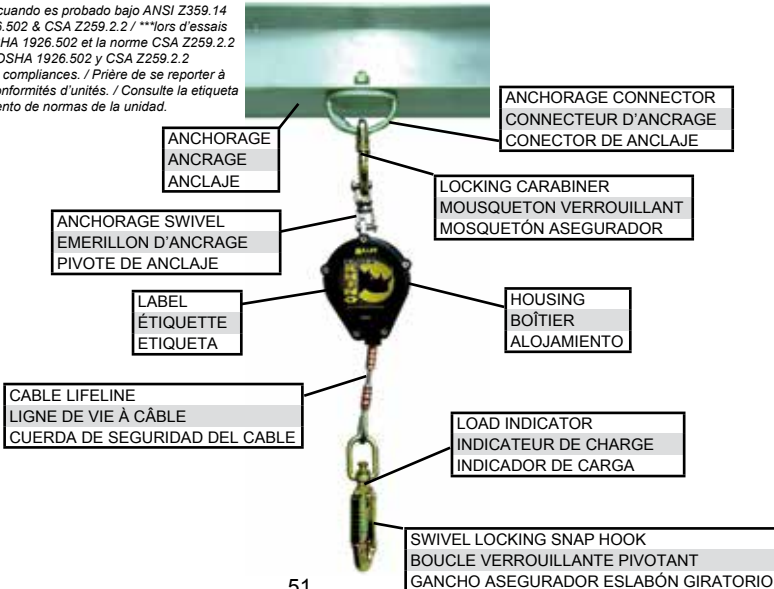 cuando es probado bajo ANSI Z359.14
.502 & CSA Z259.2.2 / ***lors d'essais
HA 1926.502 et la norme CSA Z259.2.2
OSHA 1926.502 y CSA Z259.2.2
compliances. / Prière de se reporter à
onformités d'unités. / Consulte la etiqueta
nto de normas de la unidad.
ANCHORAGE CONNECTOR
CONNECTEUR D'ANCRAGE
CONECTOR DE ANCLAJE
ANCHORAGE
ANCRAGE
ANCLAJE
LOCKING CARABINER
MOUSQUETON VERROUILLANT
MOSQUETÓN ASEGURADOR
ANCHORAGE SWIVEL
EMERILLON D'ANCRAGE
PIVOTE DE ANCLAJE
LABEL
ÉTIQUETTE
ETIQUETA
HOUSING
BOÎTIER
ALOJAMIENTO
CABLE LIFELINE
LIGNE DE VIE À CÂBLE
CUERDA DE SEGURIDAD DEL CABLE
LOAD INDICATOR
INDICATEUR DE CHARGE
INDICADOR DE CARGA
SWIVEL LOCKING SNAP HOOK
BOUCLE VERROUILLANTE PIVOTANT
GANCHO ASEGURADOR ESLABÓN GIRATORIO
51